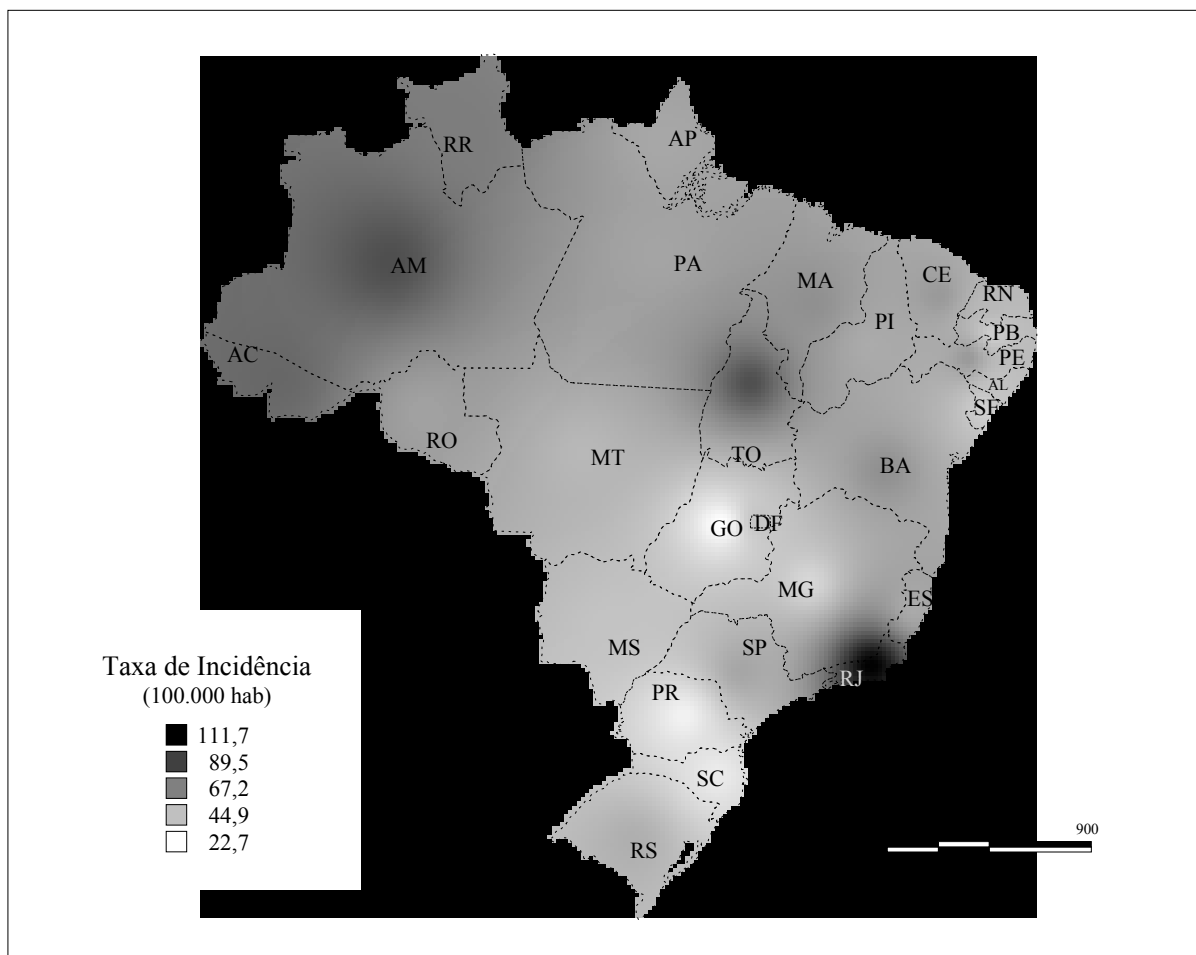 RR
AP
AM
PA
MA
CE
RN
PI
PB
PE
AC
AL
SE
RO
MT
TO
BA
GO
DF
MG
ES
MS
SP
RJ
PR
SC
RS
Taxa de Incidência
(100.000 hab)
111,7
89,5
67,2
44,9
22,7
900